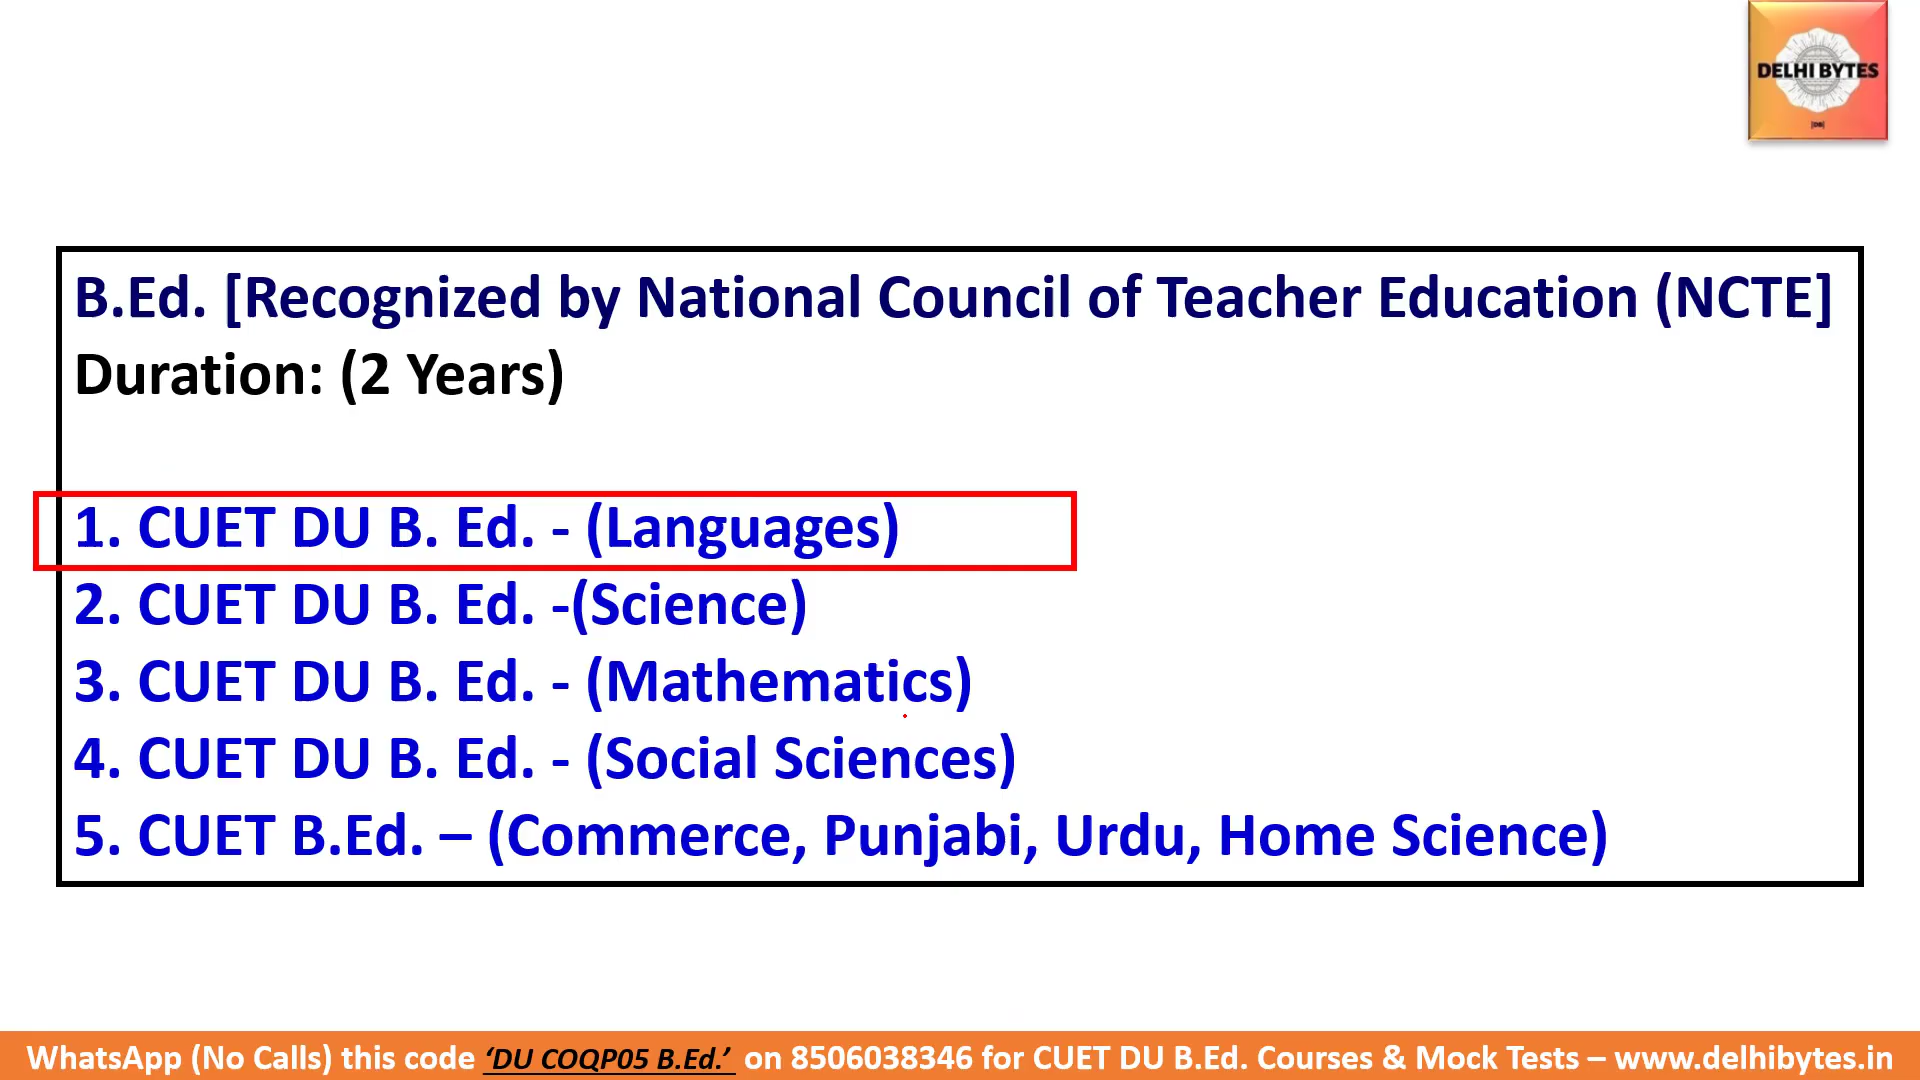 DELHI BYTES
|DB|
B.Ed. [Recognized by National Council of Teacher Education (NCTE]
Duration: (2 Years)
1. CUET DU B. Ed. - (Languages)
2. CUET DU B. Ed. -(Science)
3. CUET DU B. Ed. - (Mathematics)
4. CUET DU B. Ed. - (Social Sciences)
5. CUET B.Ed. – (Commerce, Punjabi, Urdu, Home Science)
WhatsApp (No Calls) this code ‘DU COQP05 B.Ed.’ on 8506038346 for CUET DU B.Ed. Courses & Mock Tests – www.delhibytes.in